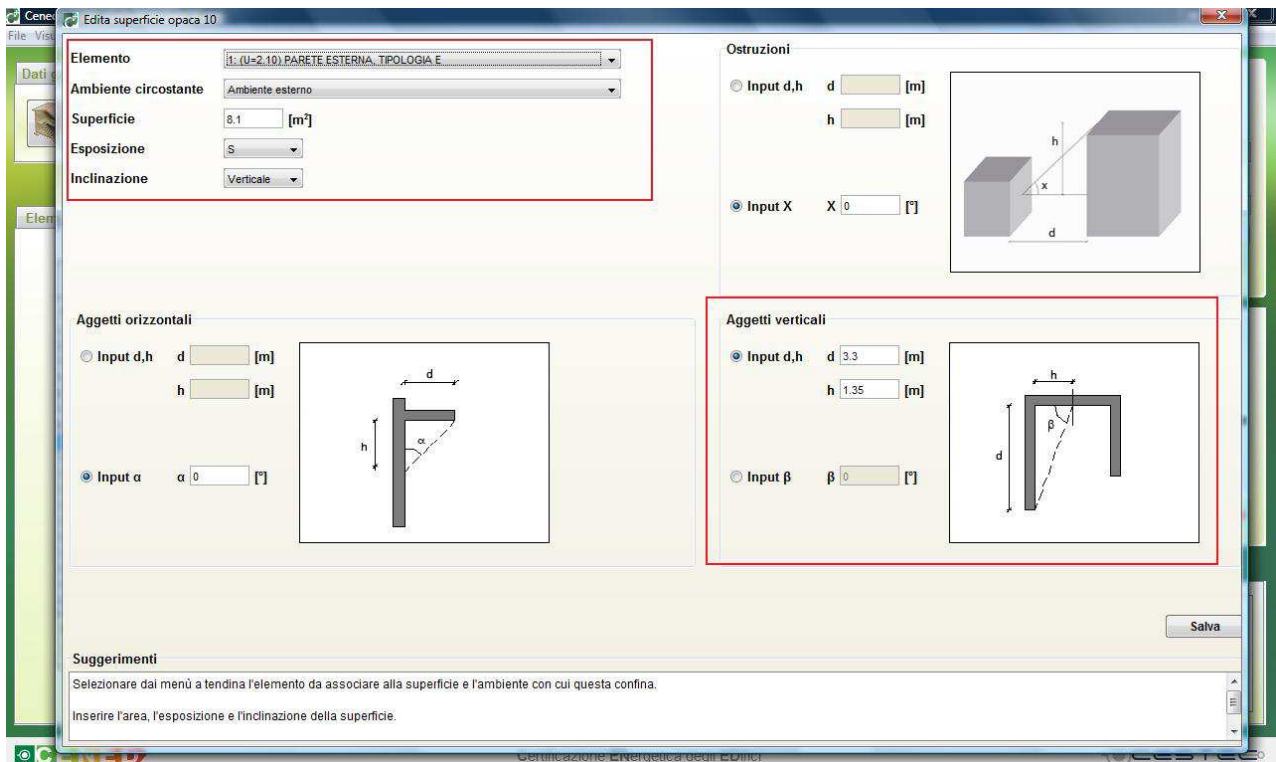 Edita superficie opaca 10
File
Elemento
1: (U=2.10) PARETE ESTERNA, TIPOLOGIA E
Ambiente circostante
Ambiente esterno
Superficie
8.1 [m²]
Esposizione
S
Inclinazione
Verticale
Ostruzioni
Input d,h d [m]
h [m]
Input X X 0 [°]
h
x
d
Aggetti orizzontali
Input d,h d [m]
h [m]
Input α α 0 [°]
d
h
α
Aggetti verticali
Input d,h d 3.3 [m]
h 1.35 [m]
Input β β 0 [°]
h
β
d
Salva
Suggerimenti
Selezionare dai menù a tendina l'elemento da associare alla superficie e l'ambiente con cui questa confina.
Inserire l'area, l'esposizione e l'inclinazione della superficie.
Certificazione ENergetica degli EDifici